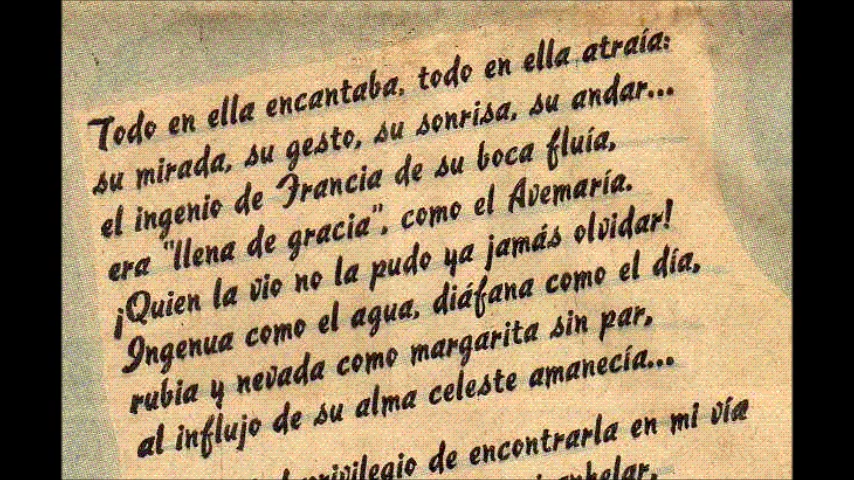 Todo en ella encantaba, todo en ella atraía:
su mirada, su gesto, su sonrisa, su andar...
el ingenio de Francia de su boca fluía,
era "llena de gracia", como el Avemaría.
¡Quien la vio no la pudo ya jamás olvidar!
Ingenua como el agua, diáfana como el día,
rubia y nevada como margarita sin par,
al influjo de su alma celeste amanecía...
privilegio de encontrarla en mi vía
anhelar,